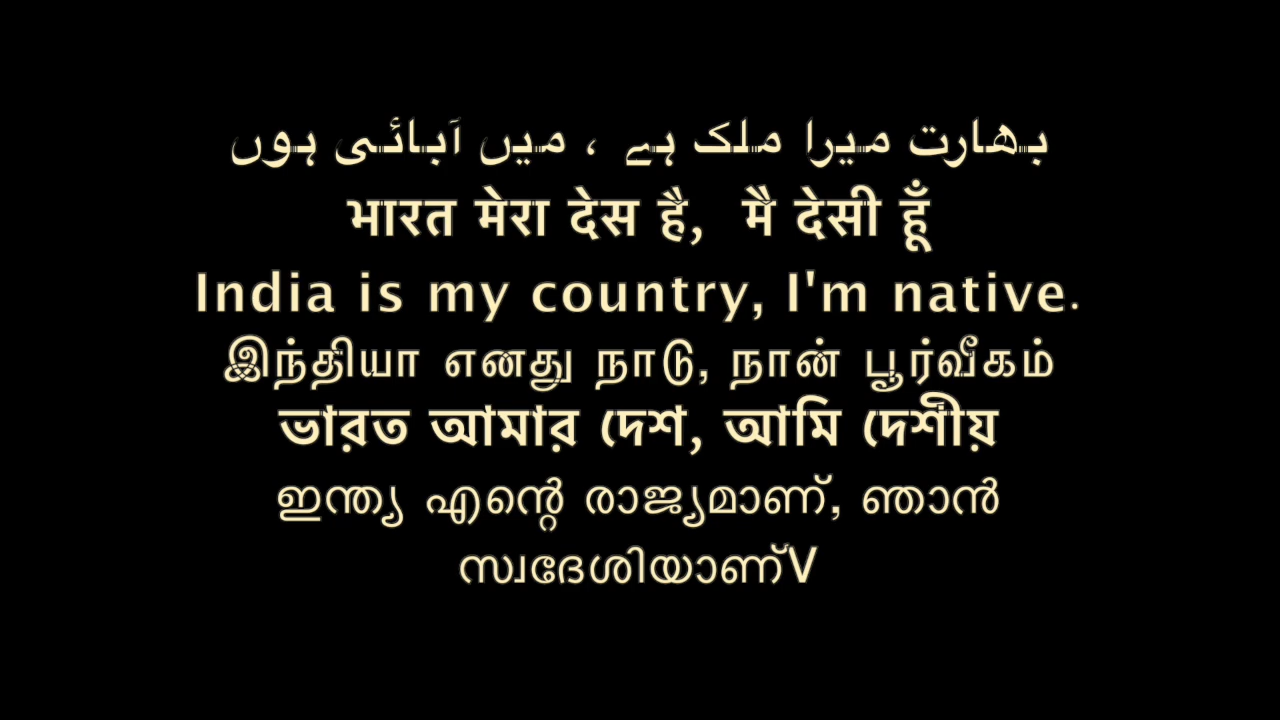 بھارت میرا ملک ہے ، میں آبائی ہوں
भारत मेरा देस है, मै देसी हूँ
India is my country, I'm native.
இந்தியா எனது நாடு, நான் பூர்வீகம்
ভারত আমার দেশ, আমি দেশীয়
ഇന്ത്യ എന്റെ രാജ്യമാണ്, ഞാൻ
സ്വദേശിയാണ്V